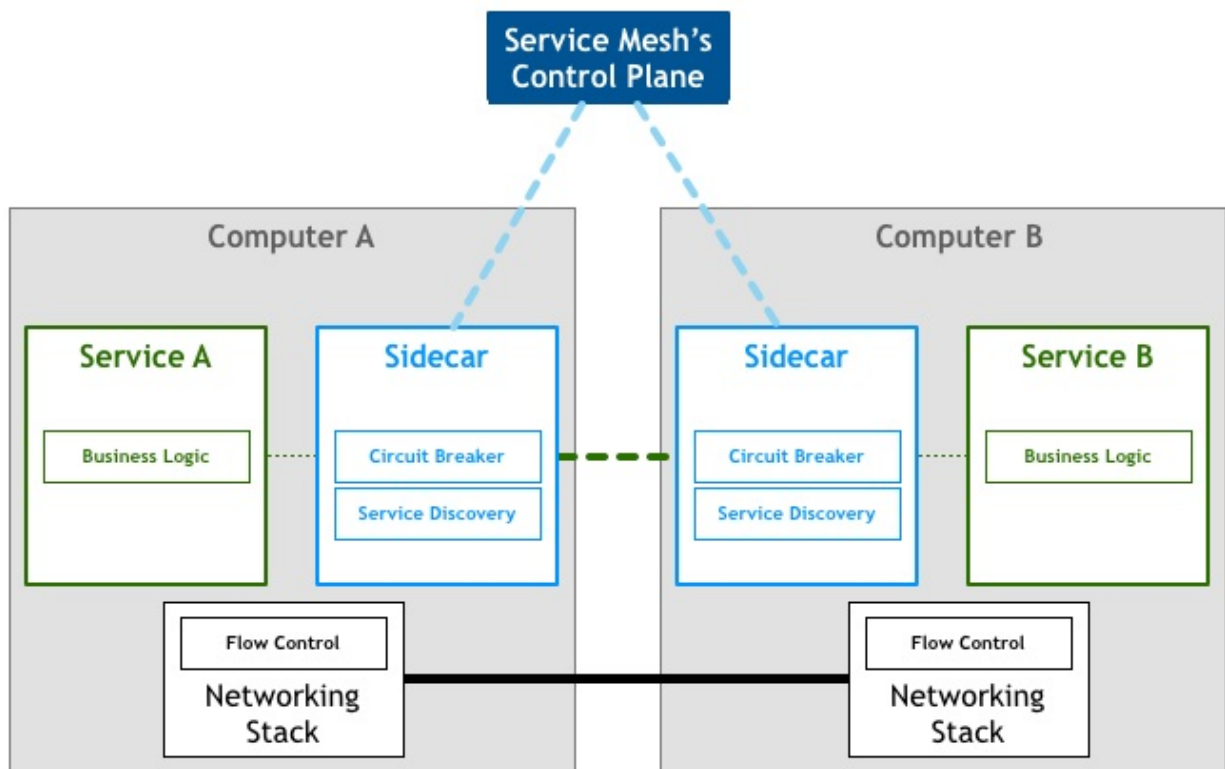 Service Mesh's
Control Plane
Computer A
Computer B
Service A
Sidecar
Sidecar
Service B
Business Logic
Circuit Breaker
Circuit Breaker
Business Logic
Service Discovery
Service Discovery
Flow Control
Flow Control
Networking
Stack
Networking
Stack